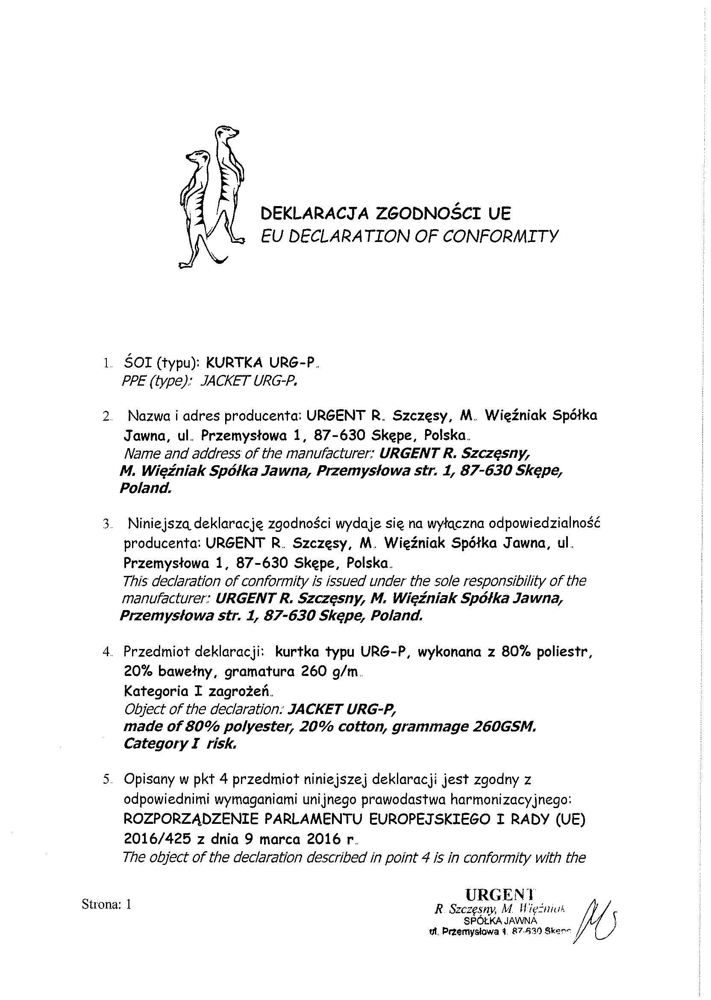 DEKLARACJA ZGODNOŚCI UE
EU DECLARATION OF CONFORMITY
1. ŚOI (typu): KURTKA URG-P.
PPE (type): JACKET URG-P.
2. Nazwa i adres producenta: URGENT R. Szczęsy, M. Więźniak Spółka
Jawna, ul. Przemysłowa 1, 87-630 Skępe, Polska.
Name and address of the manufacturer: URGENT R. Szczęsny,
M. Więźniak Spółka Jawna, Przemysłowa str. 1, 87-630 Skępe,
Poland.
3. Niniejszą deklarację zgodności wydaje się na wyłączna odpowiedzialność
producenta: URGENT R. Szczęsy, M. Więźniak Spółka Jawna, ul.
Przemysłowa 1, 87-630 Skępe, Polska.
This declaration of conformity is issued under the sole responsibility of the
manufacturer: URGENT R. Szczęsny, M. Więźniak Spółka Jawna,
Przemysłowa str. 1, 87-630 Skępe, Poland.
4. Przedmiot deklaracji: kurtka typu URG-P, wykonana z 80% poliestr,
20% bawełny, gramatura 260 g/m.
Kategoria I zagrożeń.
Object of the declaration: JACKET URG-P,
made of 80% polyester, 20% cotton, grammage 260GSM.
Category I risk.
5. Opisany w pkt 4 przedmiot niniejszej deklaracji jest zgodny z
odpowiednimi wymaganiami unijnego prawodastwa harmonizacyjnego:
ROZPORZĄDZENIE PARLAMENTU EUROPEJSKIEGO I RADY (UE)
2016/425 z dnia 9 marca 2016 r.
The object of the declaration described in point 4 is in conformity with the
Strona: 1
URGENT
R. Szczęsny, M. Więźniak
SPÓŁKA JAWNA
ul. Przemysłowa 1. 87-630 Skępe